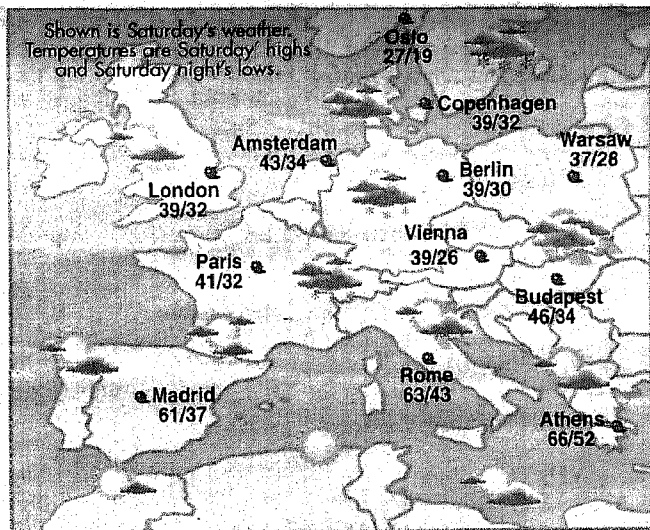 Shown is Saturday's weather.
Temperatures are Saturday' highs
and Saturday night's lows.
Oslo
27/19
Copenhagen
39/32
Amsterdam
43/34
Warsaw
37/28
London
39/32
Berlin
39/30
Vienna
39/26
Paris
41/32
Budapest
46/34
Madrid
61/37
Rome
63/43
Athens
66/52